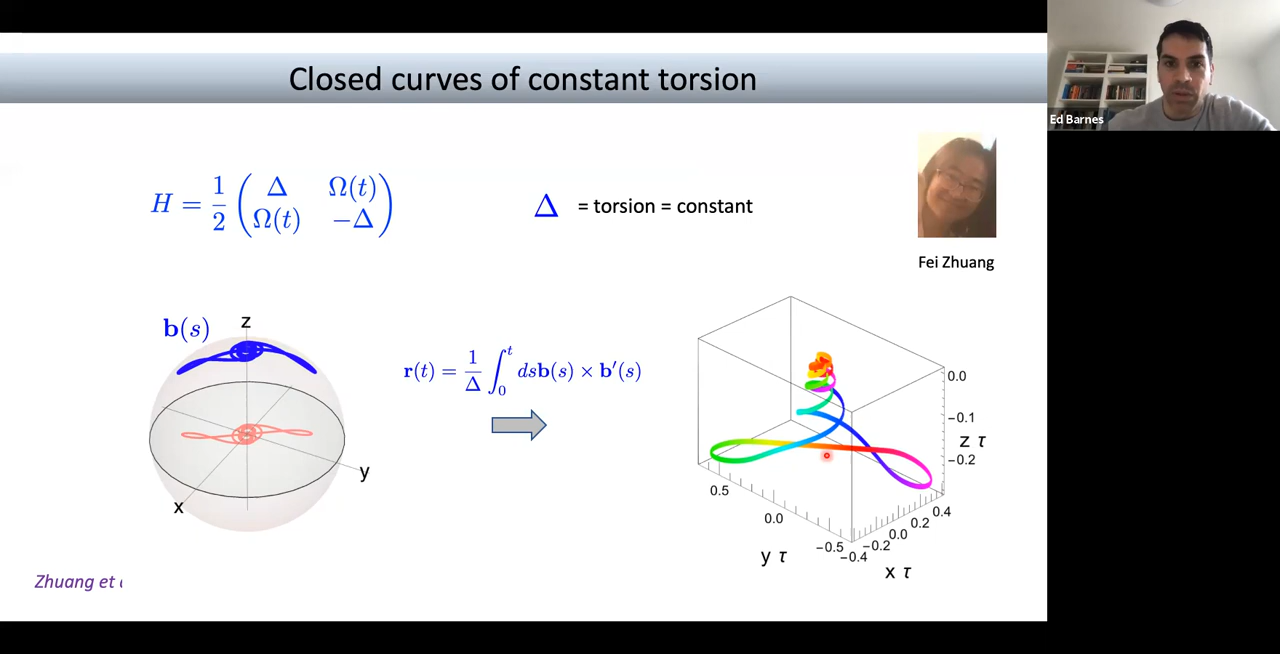 Closed curves of constant torsion
Ed Barnes
H = 1/2 ( Δ Ω(t) Ω(t) −Δ )
Δ = torsion = constant
Fei Zhuang
b(s)
z
y
x
r(t) = 1/Δ ∫₀ᵗ dsb(s) × b′(s)
0.0
−0.1
z τ
−0.2
0.5
0.0
−0.5
y τ
0.4
0.2
0.0
−0.2
−0.4
x τ
Zhuang et